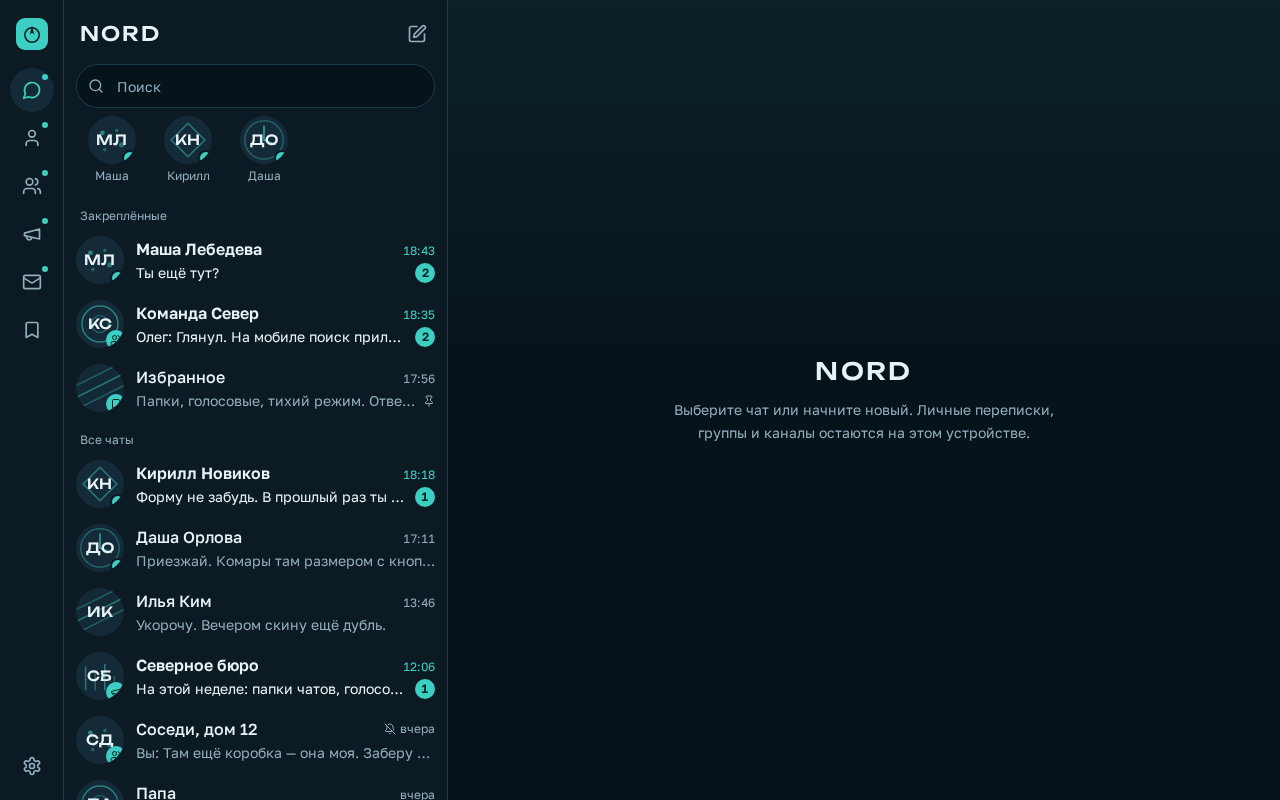 NORD
Поиск
МЛ
КН
ДО
Маша
Кирилл
Даша
Закреплённые
МЛ
Маша Лебедева
18:43
Ты ещё тут?
2
КС
Команда Север
18:35
Олег: Глянул. На мобиле поиск прил...
2
Избранное
17:56
Папки, голосовые, тихий режим. Отве...
Все чаты
КН
Кирилл Новиков
18:18
Форму не забудь. В прошлый раз ты ...
1
ДО
Даша Орлова
17:11
Приезжай. Комары там размером с кноп...
ИК
Илья Ким
13:46
Укорочу. Вечером скину ещё дубль.
СБ
Северное бюро
12:06
На этой неделе: папки чатов, голосо...
1
СД
Соседи, дом 12
вчера
Вы: Там ещё коробка — она моя. Заберу ...
Папа
вчера
NORD
Выберите чат или начните новый. Личные переписки,
группы и каналы остаются на этом устройстве.